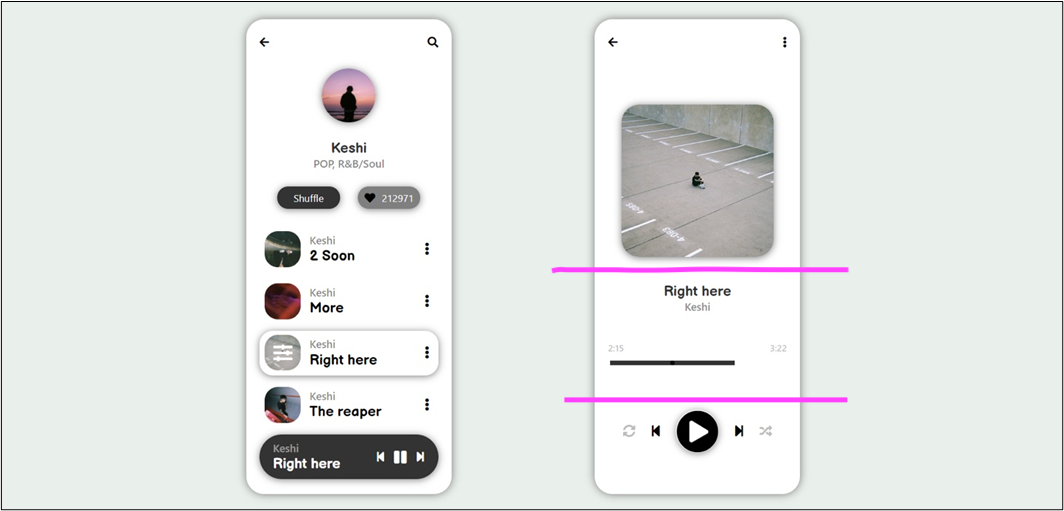 Keshi
POP, R&B/Soul
Shuffle
212971
Keshi
2 Soon
Keshi
More
Keshi
Right here
Keshi
The reaper
Keshi
Right here
Right here
Keshi
2:15
3:22